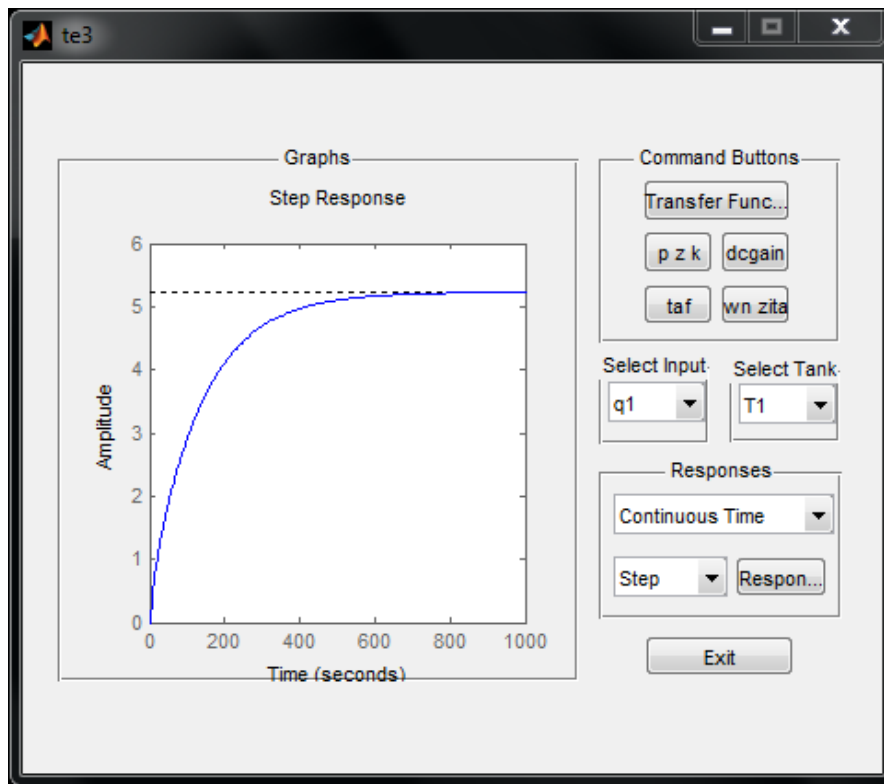 te3
Graphs
Step Response
6
5
4
3
2
1
0
Amplitude
0 200 400 600 800 1000
Time (seconds)
Command Buttons
Transfer Func...
p z k dcgain
taf wn zita
Select Input Select Tank
q1 T1
Responses
Continuous Time
Step Respon...
Exit